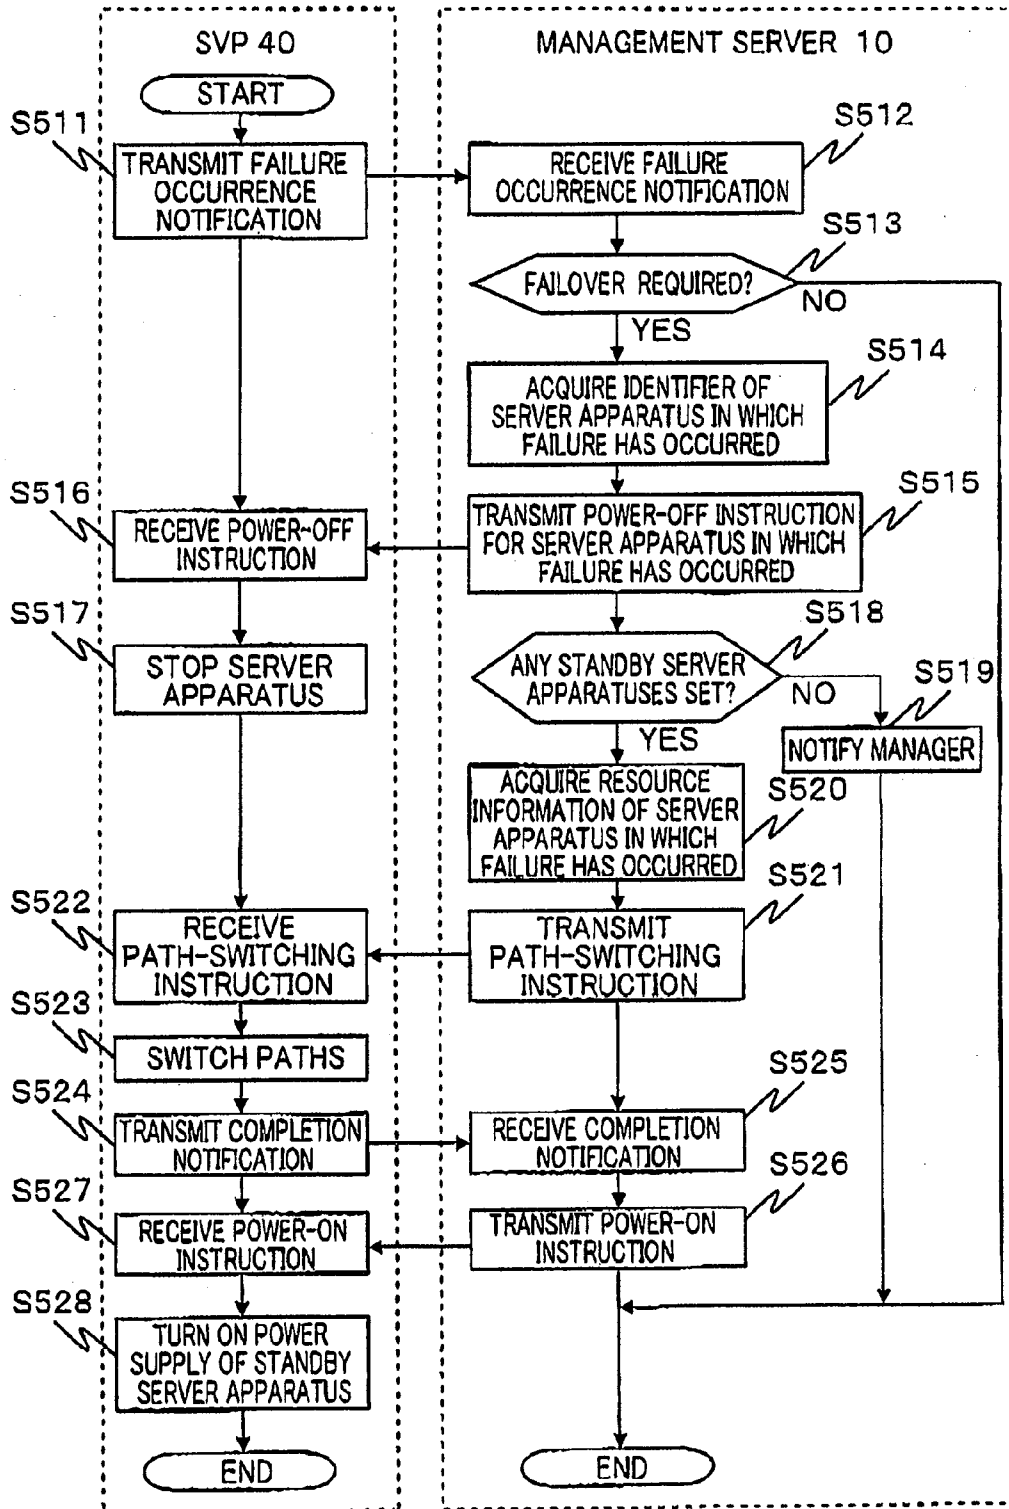 SVP 40
MANAGEMENT SERVER 10
START
S511
TRANSMIT FAILURE
OCCURRENCE
NOTIFICATION
S512
RECEIVE FAILURE
OCCURRENCE NOTIFICATION
S513
FAILOVER REQUIRED?
NO
YES
S514
ACQUIRE IDENTIFIER OF
SERVER APPARATUS IN WHICH
FAILURE HAS OCCURRED
S516
RECEIVE POWER-OFF
INSTRUCTION
S515
TRANSMIT POWER-OFF INSTRUCTION
FOR SERVER APPARATUS IN WHICH
FAILURE HAS OCCURRED
S517
STOP SERVER
APPARATUS
S518
ANY STANDBY SERVER
APPARATUSES SET?
NO
YES
S519
NOTIFY MANAGER
S520
ACQUIRE RESOURCE
INFORMATION OF SERVER
APPARATUS IN WHICH
FAILURE HAS OCCURRED
S522
RECEIVE
PATH-SWITCHING
INSTRUCTION
S521
TRANSMIT
PATH-SWITCHING
INSTRUCTION
S523
SWITCH PATHS
S524
TRANSMIT COMPLETION
NOTIFICATION
S525
RECEIVE COMPLETION
NOTIFICATION
S527
RECEIVE POWER-ON
INSTRUCTION
S526
TRANSMIT POWER-ON
INSTRUCTION
S528
TURN ON POWER
SUPPLY OF STANDBY
SERVER APPARATUS
END
END